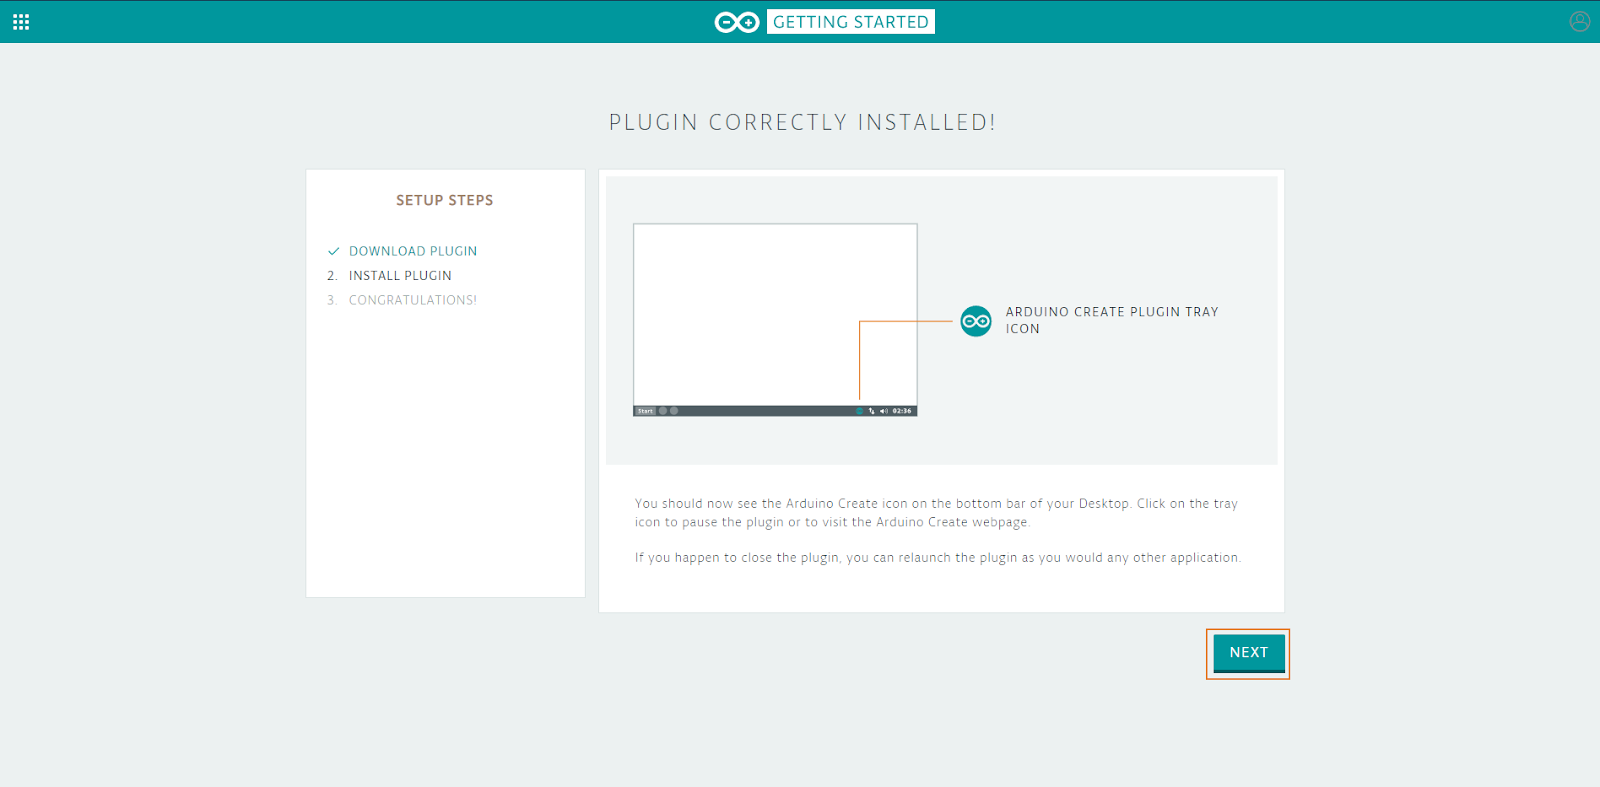 GETTING STARTED
PLUGIN CORRECTLY INSTALLED!
SETUP STEPS
DOWNLOAD PLUGIN
2. INSTALL PLUGIN
3. CONGRATULATIONS!
ARDUINO CREATE PLUGIN TRAY
ICON
Start 02:36
You should now see the Arduino Create icon on the bottom bar of your Desktop. Click on the tray
icon to pause the plugin or to visit the Arduino Create webpage.
If you happen to close the plugin, you can relaunch the plugin as you would any other application.
NEXT